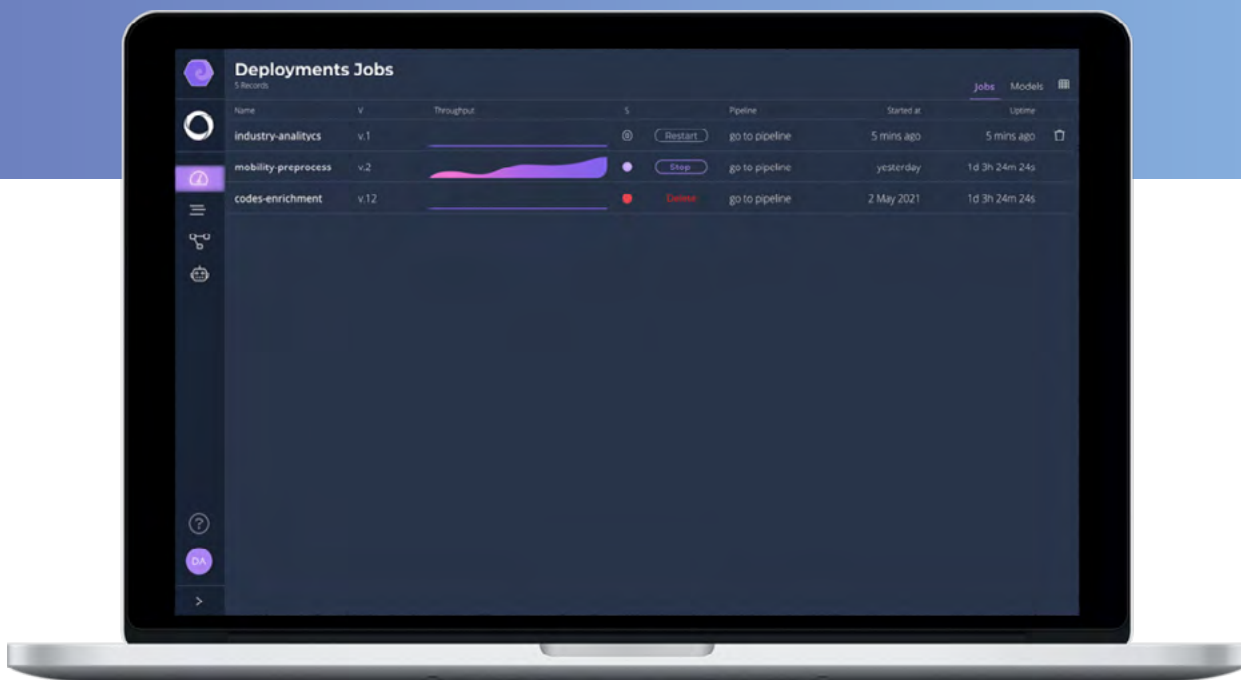 Deployments Jobs
5 Records
Jobs Models
Name V Throughput S Pipeline Started at Uptime
industry-analitycs v.1 Restart go to pipeline 5 mins ago 5 mins ago
mobility-preprocess v.2 Stop go to pipeline yesterday 1d 3h 24m 24s
codes-enrichment v.12 Delete go to pipeline 2 May 2021 1d 3h 24m 24s
?
DA
>